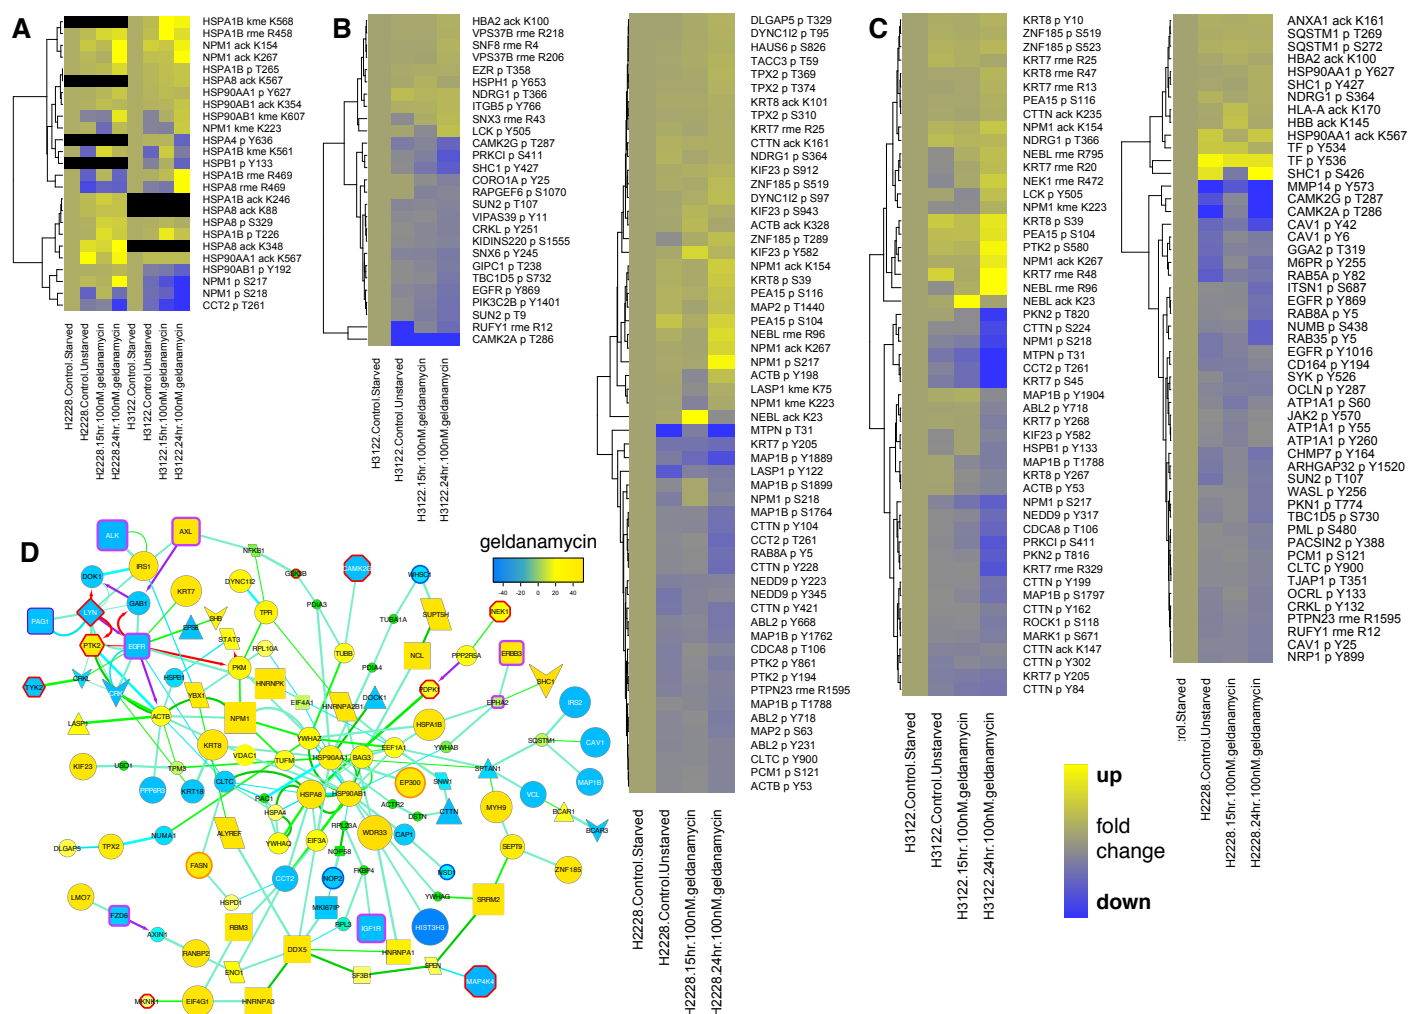 A
HSPA1B kme K568
HSPA1B rme R458
NPM1 ack K154
NPM1 ack K267
HSPA1B p T265
HSPA8 ack K567
HSP90AA1 p Y627
HSP90AB1 ack K354
HSP90AB1 kme K607
NPM1 kme K223
HSPA4 p Y636
HSPA1B kme K561
HSPB1 p Y133
HSPA1B rme R469
HSPA8 rme R469
HSPA1B ack K246
HSPA8 ack K88
HSPA8 p S329
HSPA1B p T226
HSPA8 ack K348
HSP90AA1 ack K567
HSP90AB1 p Y192
NPM1 p S217
NPM1 p S218
CCT2 p T261
H2228.Control.Starved
H2228.Control.Unstarved
H2228.15hr.100nM.geldanamycin
H2228.24hr.100nM.geldanamycin
H3122.Control.Starved
H3122.Control.Unstarved
H3122.15hr.100nM.geldanamycin
H3122.24hr.100nM.geldanamycin
B
HBA2 ack K100
VPS37B rme R218
SNF8 rme R4
VPS37B rme R206
EZR p T358
HSPH1 p Y653
NDRG1 p T366
ITGB5 p Y766
SNX3 rme R43
LCK p Y505
CAMK2G p T287
PRKCI p S411
SHC1 p Y427
CORO1A p Y25
RAPGEF6 p S1070
SUN2 p T107
VIPAS39 p Y11
CRKL p Y251
KIDINS220 p S1555
SNX6 p Y245
GIPC1 p T238
TBC1D5 p S732
EGFR p Y869
PIK3C2B p Y1401
SUN2 p T9
RUFY1 rme R12
CAMK2A p T286
H3122.Control.Starved
H3122.Control.Unstarved
H3122.15hr.100nM.geldanamycin
H3122.24hr.100nM.geldanamycin
DLGAP5 p T329
DYNC1I2 p T95
HAUS6 p S826
TACC3 p T59
TPX2 p T369
TPX2 p T374
KRT8 ack K101
TPX2 p S310
KRT7 rme R25
CTTN ack K161
NDRG1 p S364
KIF23 p S912
ZNF185 p S519
DYNC1I2 p S97
KIF23 p S943
ACTB ack K328
ZNF185 p T289
KIF23 p Y582
NPM1 ack K154
KRT8 p S39
PEA15 p S116
MAP2 p T1440
PEA15 p S104
NEBL rme R96
NPM1 ack K267
NPM1 p S217
ACTB p Y198
LASP1 kme K75
NPM1 kme K223
NEBL ack K23
MTPN p T31
KRT7 p Y205
MAP1B p Y1889
LASP1 p Y122
MAP1B p S1899
NPM1 p S218
MAP1B p S1764
CTTN p Y104
CCT2 p T261
RAB8A p Y5
CTTN p Y228
NEDD9 p Y223
NEDD9 p Y345
CTTN p Y421
ABL2 p Y668
MAP1B p Y1762
CDCA8 p T106
PTK2 p Y861
PTK2 p Y194
PTPN23 rme R1595
MAP1B p T1788
ABL2 p Y718
MAP2 p S63
ABL2 p Y231
CLTC p Y900
PCM1 p S121
ACTB p Y53
H2228.Control.Starved
H2228.Control.Unstarved
H2228.15hr.100nM.geldanamycin
H2228.24hr.100nM.geldanamycin
C
KRT8 p Y10
ZNF185 p S519
ZNF185 p S523
KRT7 rme R25
KRT8 rme R47
KRT7 rme R13
PEA15 p S116
CTTN ack K235
NPM1 ack K154
NDRG1 p T366
NEBL rme R795
KRT7 rme R20
NEK1 rme R472
LCK p Y505
NPM1 kme K223
KRT8 p S39
PEA15 p S104
PTK2 p S580
NPM1 ack K267
KRT7 rme R48
NEBL rme R96
NEBL ack K23
PKN2 p T820
CTTN p S224
NPM1 p S218
MTPN p T31
CCT2 p T261
KRT7 p S45
MAP1B p Y1904
ABL2 p Y718
KRT7 p Y268
KIF23 p Y582
HSPB1 p Y133
MAP1B p T1788
KRT8 p Y267
ACTB p Y53
NPM1 p S217
NEDD9 p Y317
CDCA8 p T106
PRKCI p S411
PKN2 p T816
KRT7 rme R329
CTTN p Y199
MAP1B p S1797
CTTN p Y162
ROCK1 p S118
MARK1 p S671
CTTN ack K147
CTTN p Y302
KRT7 p Y205
CTTN p Y84
H3122.Control.Starved
H3122.Control.Unstarved
H3122.15hr.100nM.geldanamycin
H3122.24hr.100nM.geldanamycin
ANXA1 ack K161
SQSTM1 p T269
SQSTM1 p S272
HBA2 ack K100
HSP90AA1 p Y627
SHC1 p Y427
NDRG1 p S364
HLA-A ack K170
HBB ack K145
HSP90AA1 ack K567
TF p Y534
TF p Y536
SHC1 p S426
MMP14 p Y573
CAMK2G p T287
CAMK2A p T286
CAV1 p Y42
CAV1 p Y6
GGA2 p T319
M6PR p Y255
RAB5A p Y82
ITSN1 p S687
EGFR p Y869
RAB8A p Y5
NUMB p S438
RAB35 p Y5
EGFR p Y1016
CD164 p Y194
SYK p Y526
OCLN p Y287
ATP1A1 p S60
JAK2 p Y570
ATP1A1 p Y55
ATP1A1 p Y260
CHMP7 p Y164
ARHGAP32 p Y1520
SUN2 p T107
WASL p Y256
PKN1 p T774
TBC1D5 p S730
PML p S480
PACSIN2 p Y388
PCM1 p S121
CLTC p Y900
TJAP1 p T351
OCRL p Y133
CRKL p Y132
PTPN23 rme R1595
RUFY1 rme R12
CAV1 p Y25
NRP1 p Y899
:rol.Starved
H2228.Control.Unstarved
H2228.15hr.100nM.geldanamycin
H2228.24hr.100nM.geldanamycin
up
fold
change
down
D
geldanamycin
-40 -20 0 20 40
ALK
AXL
IRS1
DOK1
GAB1
LYN
PAG1
PTK2
EGFR
TYK2
CRKL
CRK
LASP1
ACTB
KRT7
SHB
EPS8
STAT3
HSPB1
YBX1
PKM
RPL10A
HNRNPK
NPM1
DYNC1I2
TPR
NFKB1
GSK3B
PDIA3
CAMK2G
WHSC1
TUBA1A
SUPT5H
NEK1
TUBB
PDIA4
NCL
PPP2R5A
ERBB3
PDPK1
DOCK1
EPHA2
SHC1
IRS2
EIF4A1
HNRNPA2B1
HSPA1B
YWHAZ
YWHAB
SQSTM1
CAV1
KIF23
USO1
TPM3
KRT8
VDAC1
TUFM
HSP90AA1
BAG3
EEF1A1
SPTAN1
MAP1B
PPP6R3
KRT18
CLTC
RAC1
HSPA8
HSP90AB1
EP300
SNW1
VCL
HSPA4
ACTR2
DSTN
CTTN
MYH9
BCAR1
BCAR3
NUMA1
ALYREF
YWHAQ
EIF3A
RPL23A
WDR33
CAP1
DLGAP5
TPX2
FASN
NOP58
FKBP4
SEPT9
ZNF185
CCT2
NOP2
NSD1
LMO7
HSPD1
MKI67IP
YWHAG
SRRM2
FZD6
AXIN1
RBM3
RPL3
IGF1R
HIST3H3
RANBP2
ENO1
DDX5
HNRNPA1
SF3B1
SPEN
MAP4K4
MKNK1
EIF4G1
HNRNPA3